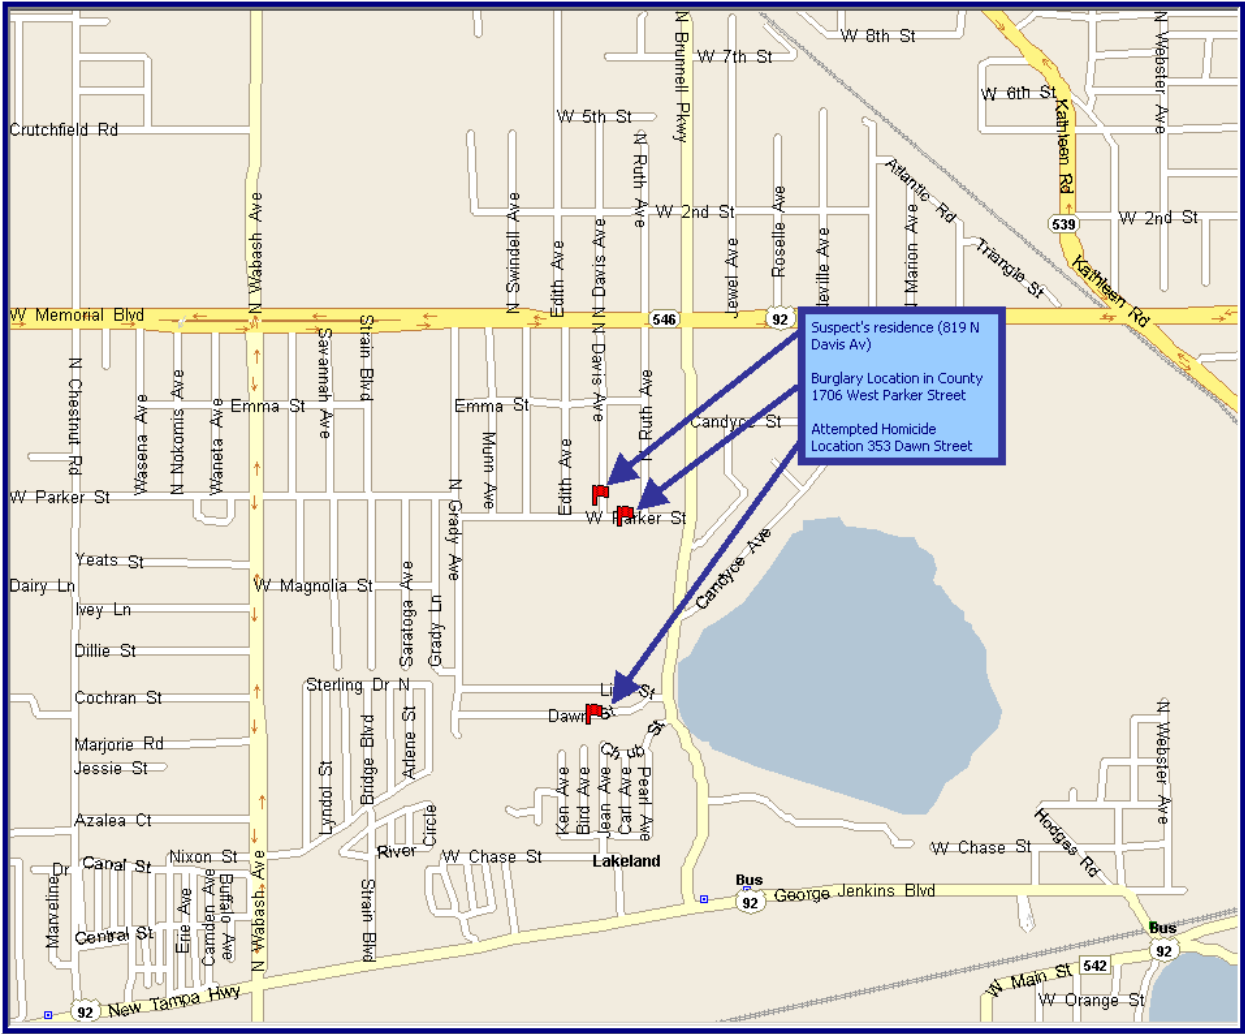 W 8th St
W 7th St
N Brunnell Pkwy
N Webster Ave
W 6th St
Kathleen Rd
W 5th St
Crutchfield Rd
N Ruth Ave
Atlantic Rd
W 2nd St
W 2nd St
539
N Wabash Ave
N Swindell Ave
Edith Ave
N Davis Ave
Jewel Ave
Roselle Ave
Neville Ave
N Marion Ave
Triangle St
Kathleen Rd
Kathleen Rd
W Memorial Blvd
546
92
Suspect's residence (819 N
Davis Av)
Burglary Location in County
1706 West Parker Street
Attempted Homicide
Location 353 Dawn Street
N Chestnut Rd
Wasena Ave
N Nokomis Ave
Waneta Ave
Emma St
Savannah Ave
Strain Blvd
Emma St
Munn Ave
Edith Ave
N Davis Ave
N Ruth Ave
Candyce St
W Parker St
N Grady Ave
W Parker St
Yeats St
Dairy Ln
W Magnolia St
Saratoga Ave
Grady Ln
Candyce Ave
Ivey Ln
Dillie St
Cochran St
Sterling Dr N
St
Dawn St
Marjorie Rd
Jessie St
Lyndol St
Bridge Blvd
Arlene St
Chub St
Ken Ave
Bird Ave
Jean Ave
Carl Ave
Pearl Ave
N Webster Ave
Azalea Ct
Circle
River
Hodges Rd
Nixon St
Dr
Canal St
W Chase St
Lakeland
W Chase St
Marveline
Erie Ave
Camden Ave
Buffalo Ave
N Wabash Ave
Strain Blvd
Central St
Bus
92
George Jenkins Blvd
Bus
92
542
W Main St
W Orange St
92
New Tampa Hwy